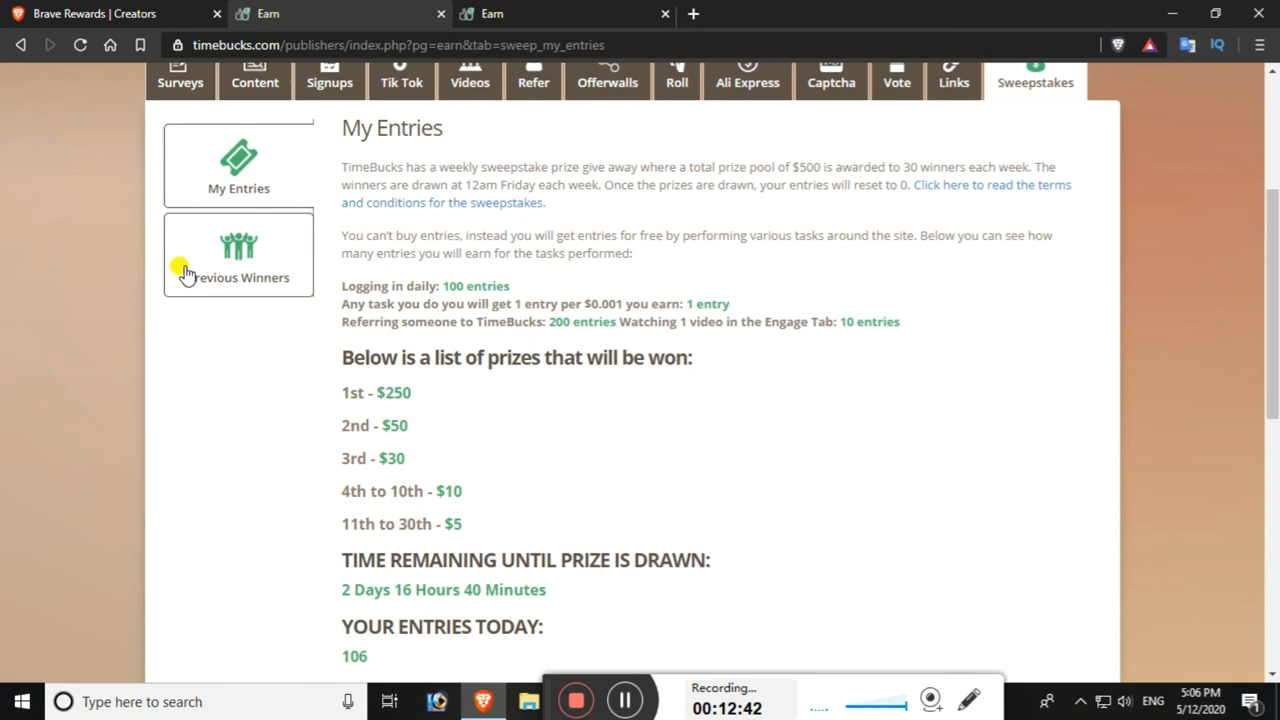 Brave Rewards | Creators
Earn
Earn
timebucks.com/publishers/index.php?pg=earn&tab=sweep_my_entries
Surveys
Content
Signups
Tik Tok
Videos
Refer
Offerwalls
Roll
Ali Express
Captcha
Vote
Links
Sweepstakes
My Entries
Previous Winners
My Entries
TimeBucks has a weekly sweepstake prize give away where a total prize pool of $500 is awarded to 30 winners each week. The
winners are drawn at 12am Friday each week. Once the prizes are drawn, your entries will reset to 0. Click here to read the terms
and conditions for the sweepstakes.
You can't buy entries, instead you will get entries for free by performing various tasks around the site. Below you can see how
many entries you will earn for the tasks performed:
Logging in daily: 100 entries
Any task you do you will get 1 entry per $0.001 you earn: 1 entry
Referring someone to TimeBucks: 200 entries Watching 1 video in the Engage Tab: 10 entries
Below is a list of prizes that will be won:
1st - $250
2nd - $50
3rd - $30
4th to 10th - $10
11th to 30th - $5
TIME REMAINING UNTIL PRIZE IS DRAWN:
2 Days 16 Hours 40 Minutes
YOUR ENTRIES TODAY:
106
Type here to search
Recording...
00:12:42
ENG
5:06 PM
5/12/2020
1